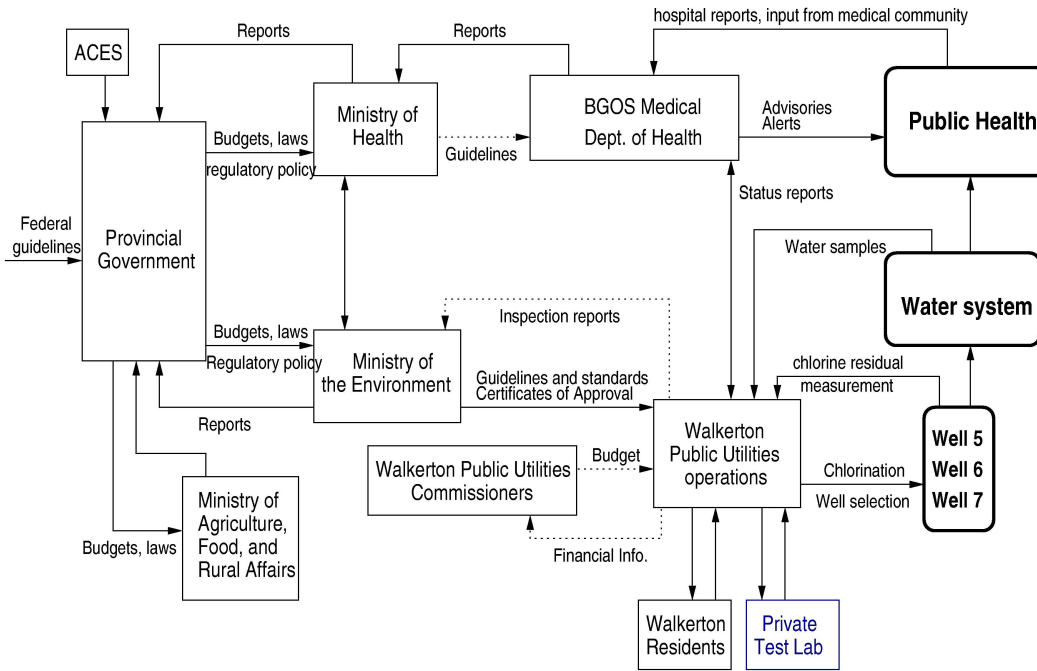 hospital reports, input from medical community
Reports
Reports
ACES
Ministry of
Health
BGOS Medical
Dept. of Health
Advisories
Alerts
Public Health
Budgets, laws
regulatory policy
Guidelines
Status reports
Federal
guidelines
Provincial
Government
Water samples
Water system
Inspection reports
Budgets, laws
Regulatory policy
Ministry of
the Environment
Guidelines and standards
Certificates of Approval
chlorine residual
measurement
Reports
Walkerton
Public Utilities
operations
Well 5
Well 6
Well 7
Walkerton Public Utilities
Commissioners
Budget
Chlorination
Well selection
Ministry of
Agriculture,
Food, and
Rural Affairs
Budgets, laws
Financial Info.
Walkerton
Residents
Private
Test Lab